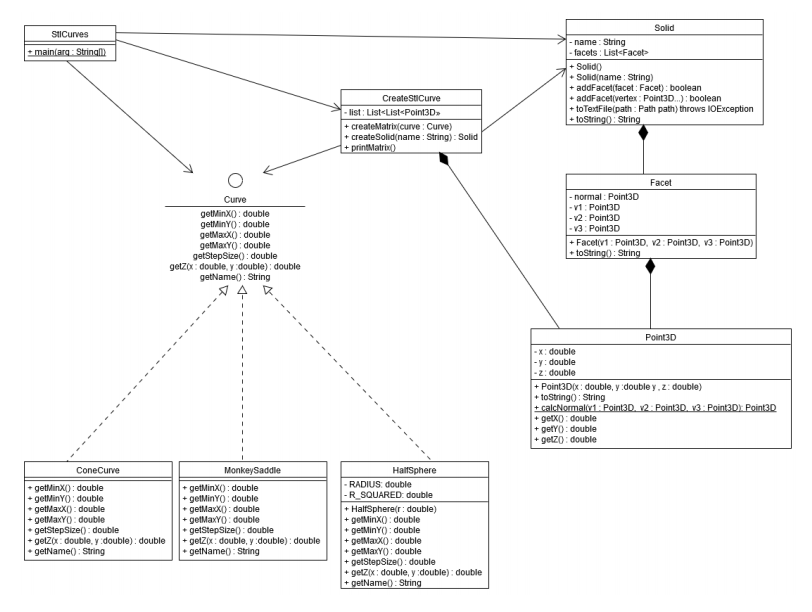 StlCurves
+ main(arg : String[])
Solid
- name : String
- facets : List<Facet>
+ Solid()
+ Solid(name : String)
+ addFacet(facet : Facet) : boolean
+ addFacet(vertex : Point3D...) : boolean
+ toTextFile(path : Path path) throws IOException
+ toString() : String
CreateStlCurve
- list : List<List<Point3D»
+ createMatrix(curve : Curve)
+ createSolid(name : String) : Solid
+ printMatrix()
Facet
- normal : Point3D
- v1 : Point3D
- v2 : Point3D
- v3 : Point3D
+ Facet(v1 : Point3D, v2 : Point3D, v3 : Point3D)
+ toString() : String
Curve
getMinX() : double
getMinY() : double
getMaxX() : double
getMaxY() : double
getStepSize() : double
getZ(x : double, y :double) : double
getName() : String
Point3D
- x : double
- y : double
- z : double
+ Point3D(x : double, y :double y , z : double)
+ toString() : String
+ calcNormal(v1 : Point3D, v2 : Point3D, v3 : Point3D): Point3D
+ getX() : double
+ getY() : double
+ getZ() : double
ConeCurve
+ getMinX() : double
+ getMinY() : double
+ getMaxX() : double
+ getMaxY() : double
+ getStepSize() : double
+ getZ(x : double, y :double) : double
+ getName() : String
MonkeySaddle
+ getMinX() : double
+ getMinY() : double
+ getMaxX() : double
+ getMaxY() : double
+ getStepSize() : double
+ getZ(x : double, y :double) : double
+ getName() : String
HalfSphere
- RADIUS: double
- R_SQUARED: double
+ HalfSphere(r : double)
+ getMinX() : double
+ getMinY() : double
+ getMaxX() : double
+ getMaxY() : double
+ getStepSize() : double
+ getZ(x : double, y :double) : double
+ getName() : String